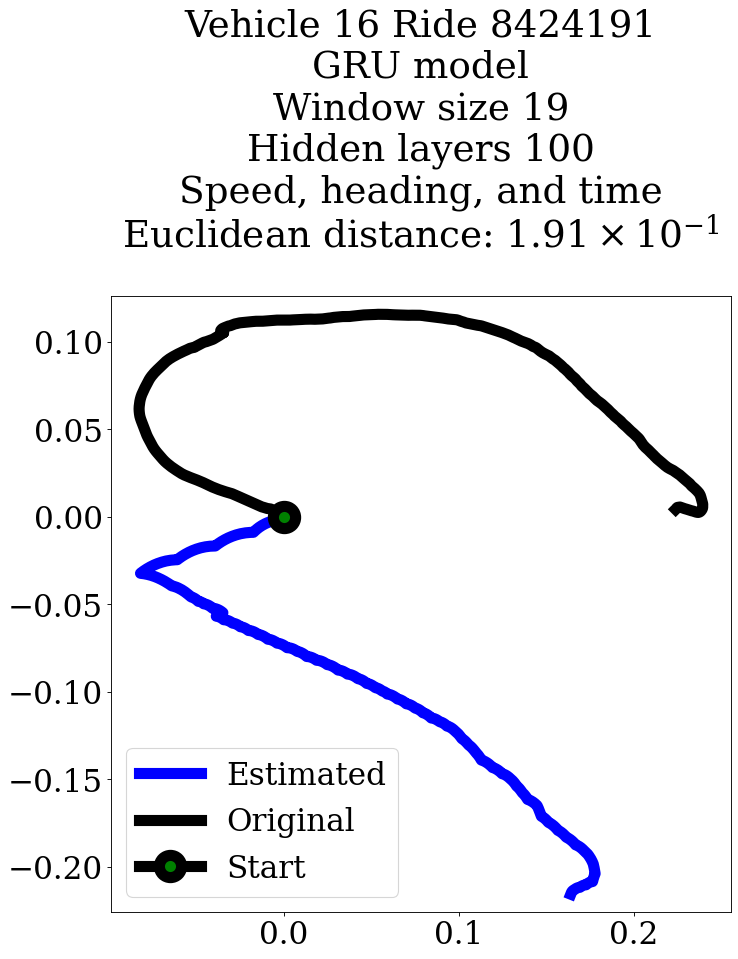 Vehicle 16 Ride 8424191
GRU model
Window size 19
Hidden layers 100
Speed, heading, and time
Euclidean distance: 1.91 × 10⁻¹
0.10
0.05
0.00
−0.05
−0.10
−0.15
−0.20
Estimated
Original
Start
0.0 0.1 0.2